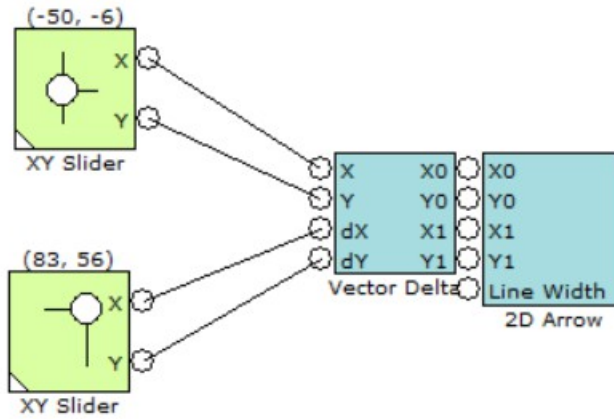 (-50, -6)
X
Y
XY Slider
(83, 56)
X
Y
XY Slider
X X0
Y Y0
dX X1
dY Y1
Vector Delta
X0
Y0
X1
Y1
Line Width
2D Arrow